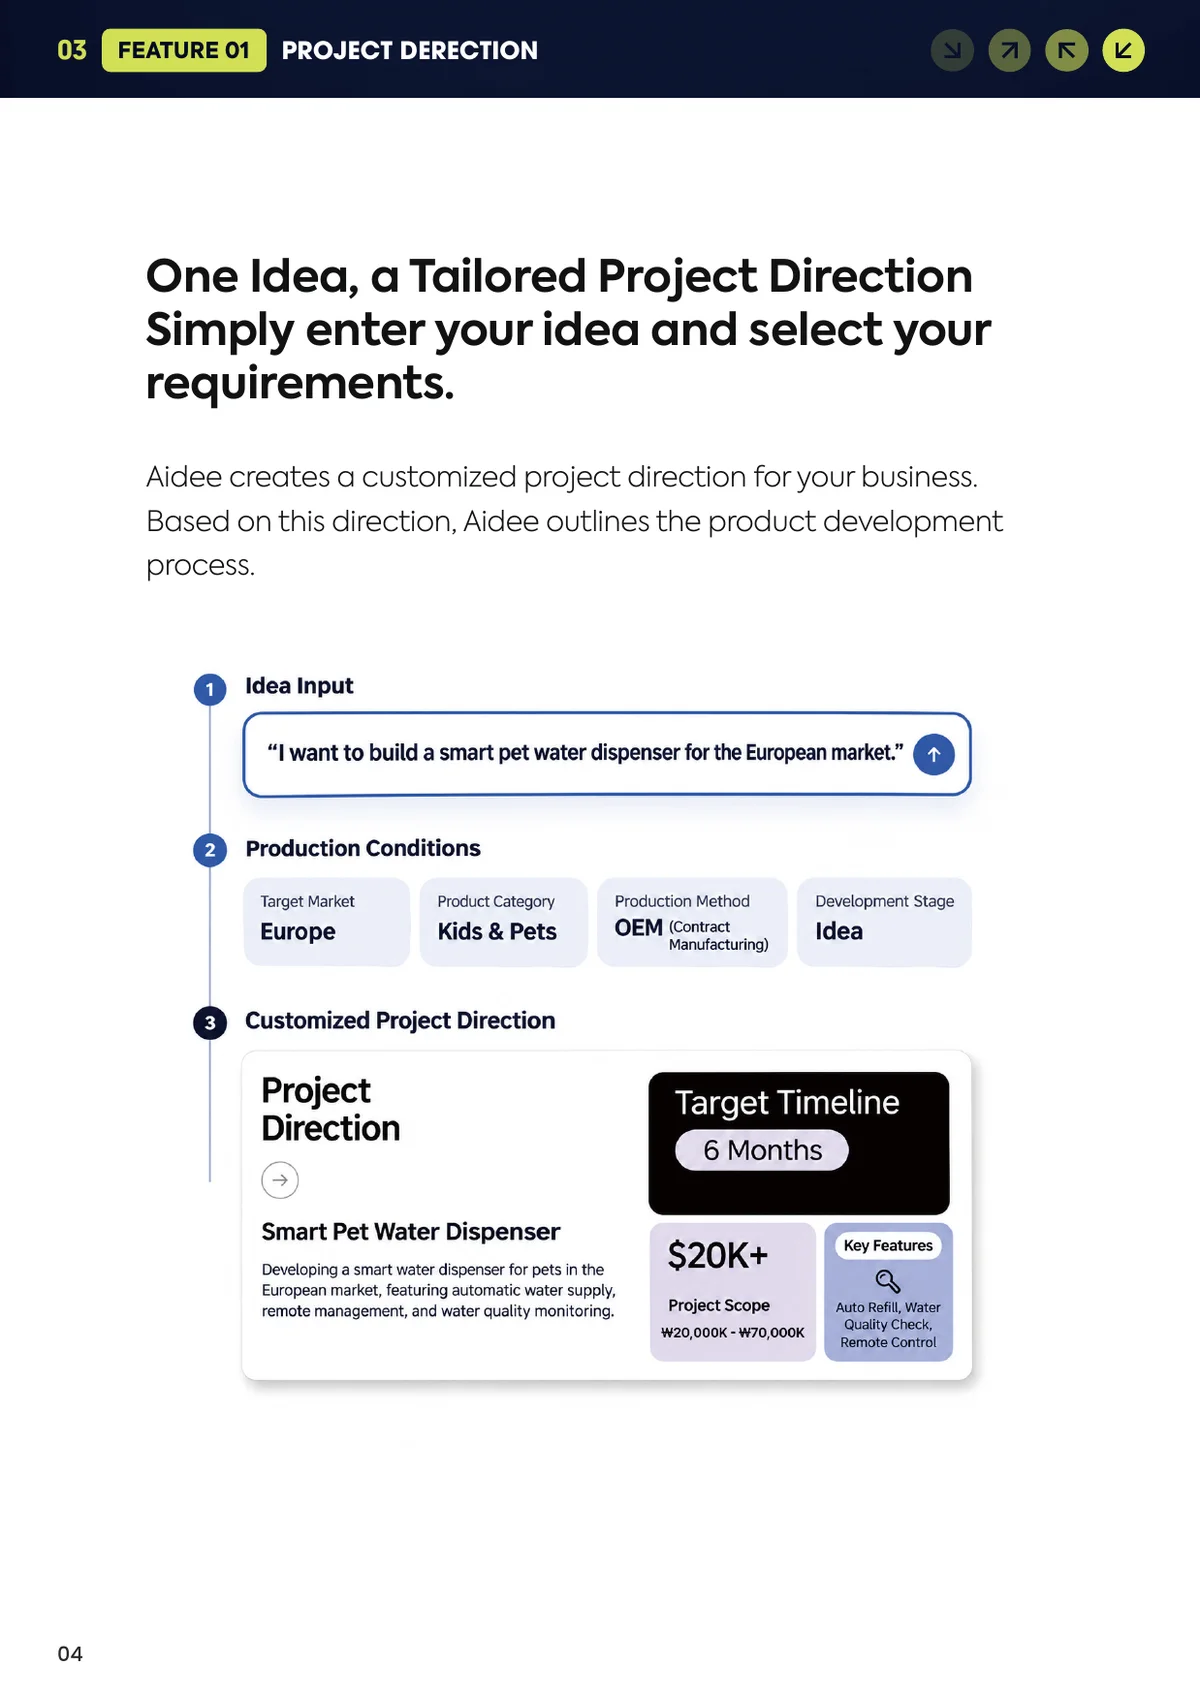 03 FEATURE 01 PROJECT DERECTION
One Idea, a Tailored Project Direction
Simply enter your idea and select your
requirements.
Aidee creates a customized project direction for your business.
Based on this direction, Aidee outlines the product development
process.
1 Idea Input
“I want to build a smart pet water dispenser for the European market.”
2 Production Conditions
Target Market
Europe
Product Category
Kids & Pets
Production Method
OEM (Contract
Manufacturing)
Development Stage
Idea
3 Customized Project Direction
Project
Direction
Smart Pet Water Dispenser
Developing a smart water dispenser for pets in the
European market, featuring automatic water supply,
remote management, and water quality monitoring.
Target Timeline
6 Months
$20K+
Project Scope
₩20,000K - ₩70,000K
Key Features
Auto Refill, Water
Quality Check,
Remote Control
04